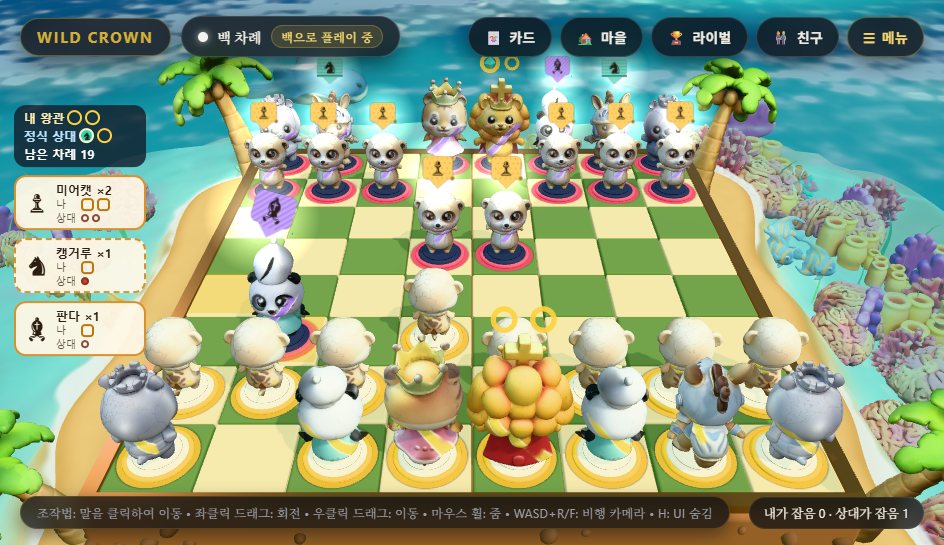 WILD CROWN
백 차례
백으로 플레이 중
카드
마을
라이벌
친구
메뉴
내 왕관
정식 상대
남은 차례 19
미어캣 ×2
나
상대
캥거루 ×1
나
상대
판다 ×1
나
상대
조작법: 말을 클릭하여 이동 • 좌클릭 드래그: 회전 • 우클릭 드래그: 이동 • 마우스 휠: 줌 • WASD+R/F: 비행 카메라 • H: UI 숨김
내가 잡음 0 · 상대가 잡음 1